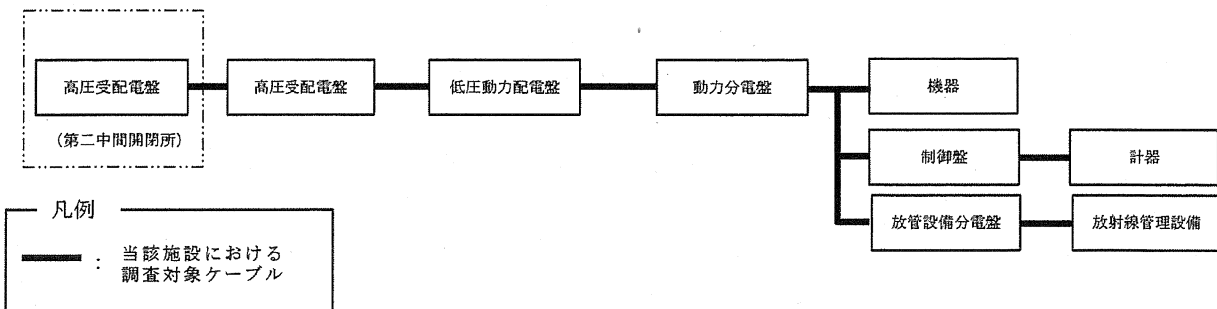 高圧受配電盤
(第二中間開閉所)
高圧受配電盤
低圧動力配電盤
動力分電盤
機器
制御盤
計器
放管設備分電盤
放射線管理設備
凡例
: 当該施設における
調査対象ケーブル